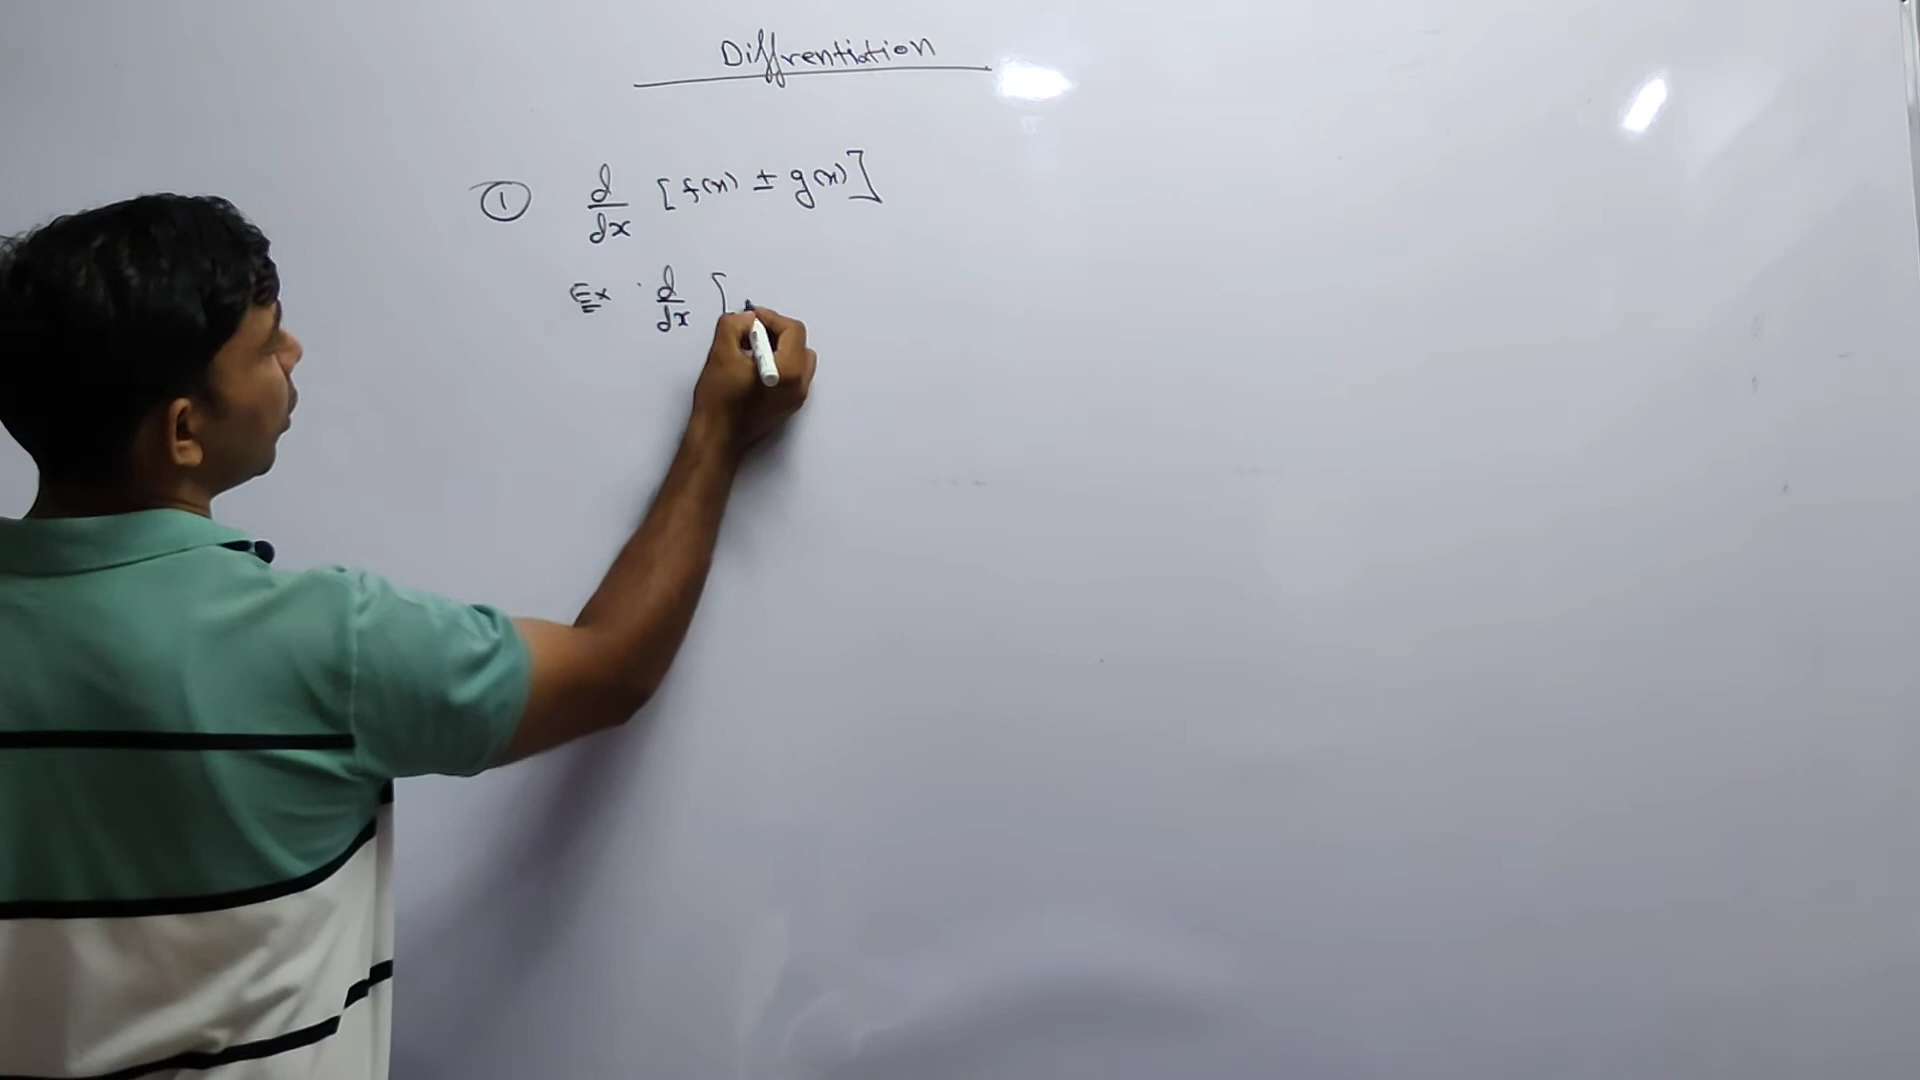 Diffrentiation
① d/dx [f(x) ± g(x)]
Ex . d/dx [